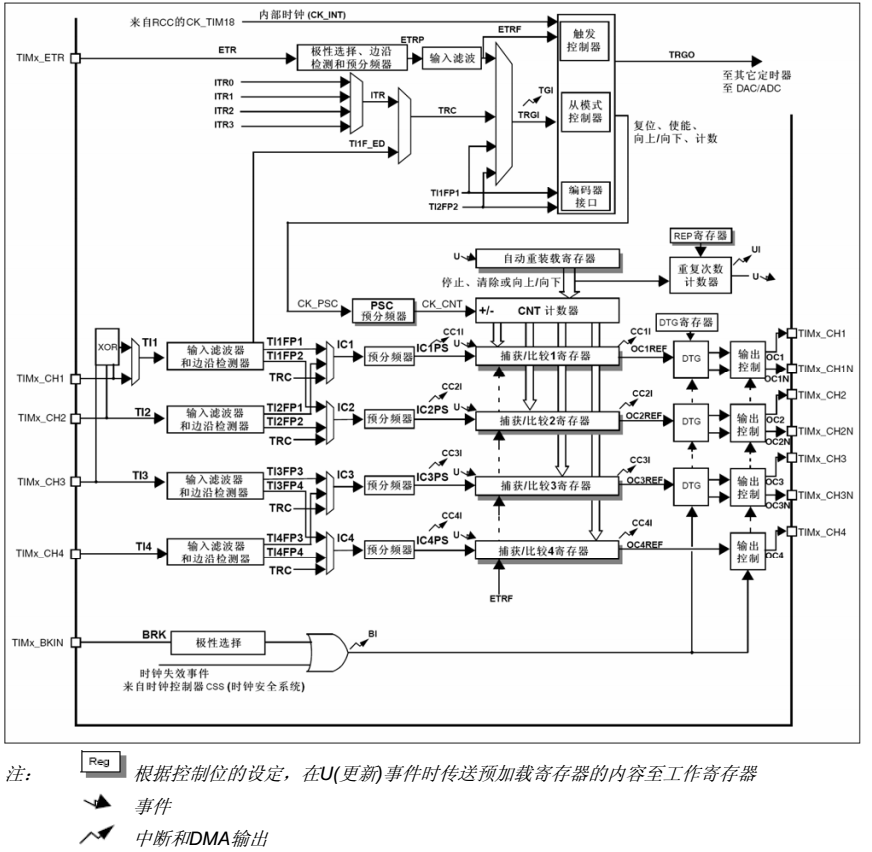 来自RCC的CK_TIM18
内部时钟 (CK_INT)
TIMx_ETR
ETR
极性选择、边沿
检测和预分频器
ETRP
输入滤波
ETRF
触发
控制器
TRGO
至其它定时器
至 DAC/ADC
ITR0
ITR1
ITR2
ITR3
ITR
TRC
TI1F_ED
TGI
TRGI
从模式
控制器
复位、使能、
向上/向下、计数
TI1FP1
TI2FP2
编码器
接口
REP寄存器
U
自动重装载寄存器
重复次数
计数器
UI
U
停止、清除或向上/向下
CK_PSC
PSC
预分频器
CK_CNT
+/-
CNT 计数器
DTG寄存器
XOR
TI1
输入滤波器
和边沿检测器
TI1FP1
TI1FP2
TRC
IC1
预分频器
IC1PS
CC1I
U
捕获/比较1寄存器
CC1I
OC1REF
DTG
输出
控制
OC1
OC1N
TIMx_CH1
TIMx_CH1N
TIMx_CH1
TIMx_CH2
TI2
输入滤波器
和边沿检测器
TI2FP1
TI2FP2
TRC
IC2
预分频器
IC2PS
CC2I
U
捕获/比较2寄存器
CC2I
OC2REF
DTG
输出
控制
OC2
OC2N
TIMx_CH2
TIMx_CH2N
TIMx_CH3
TI3
输入滤波器
和边沿检测器
TI3FP3
TI3FP4
TRC
IC3
预分频器
IC3PS
CC3I
U
捕获/比较3寄存器
CC3I
OC3REF
DTG
输出
控制
OC3
OC3N
TIMx_CH3
TIMx_CH3N
TIMx_CH4
TI4
输入滤波器
和边沿检测器
TI4FP3
TI4FP4
TRC
IC4
预分频器
IC4PS
CC4I
U
捕获/比较4寄存器
CC4I
OC4REF
输出
控制
OC4
TIMx_CH4
ETRF
TIMx_BKIN
BRK
极性选择
BI
时钟失效事件
来自时钟控制器 CSS (时钟安全系统)
注:
Reg
根据控制位的设定，在U(更新)事件时传送预加载寄存器的内容至工作寄存器
事件
中断和DMA输出